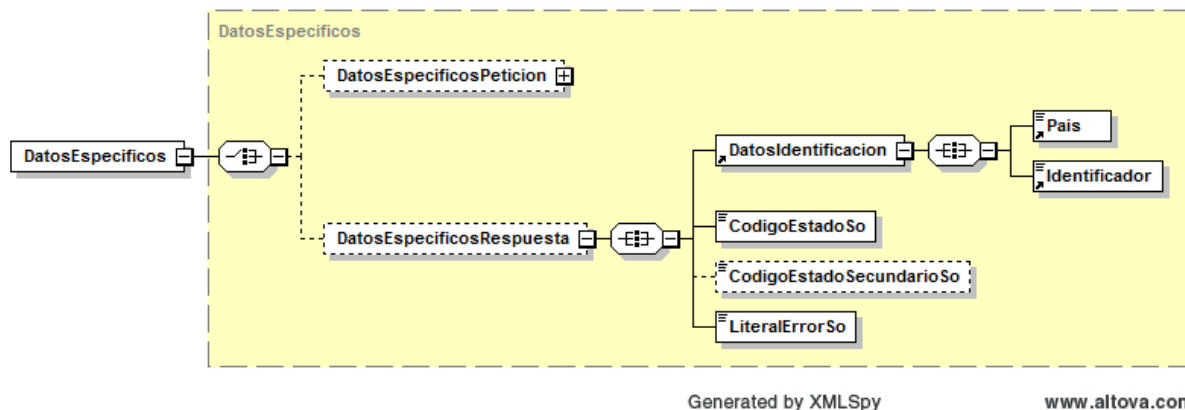 DatosEspecificos
DatosEspecificosPeticion
Pais
DatosEspecificos
DatosIdentificacion
Identificador
CodigoEstadoSo
DatosEspecificosRespuesta
CodigoEstadoSecundarioSo
LiteralErrorSo
Generated by XMLSpy
www.altova.com